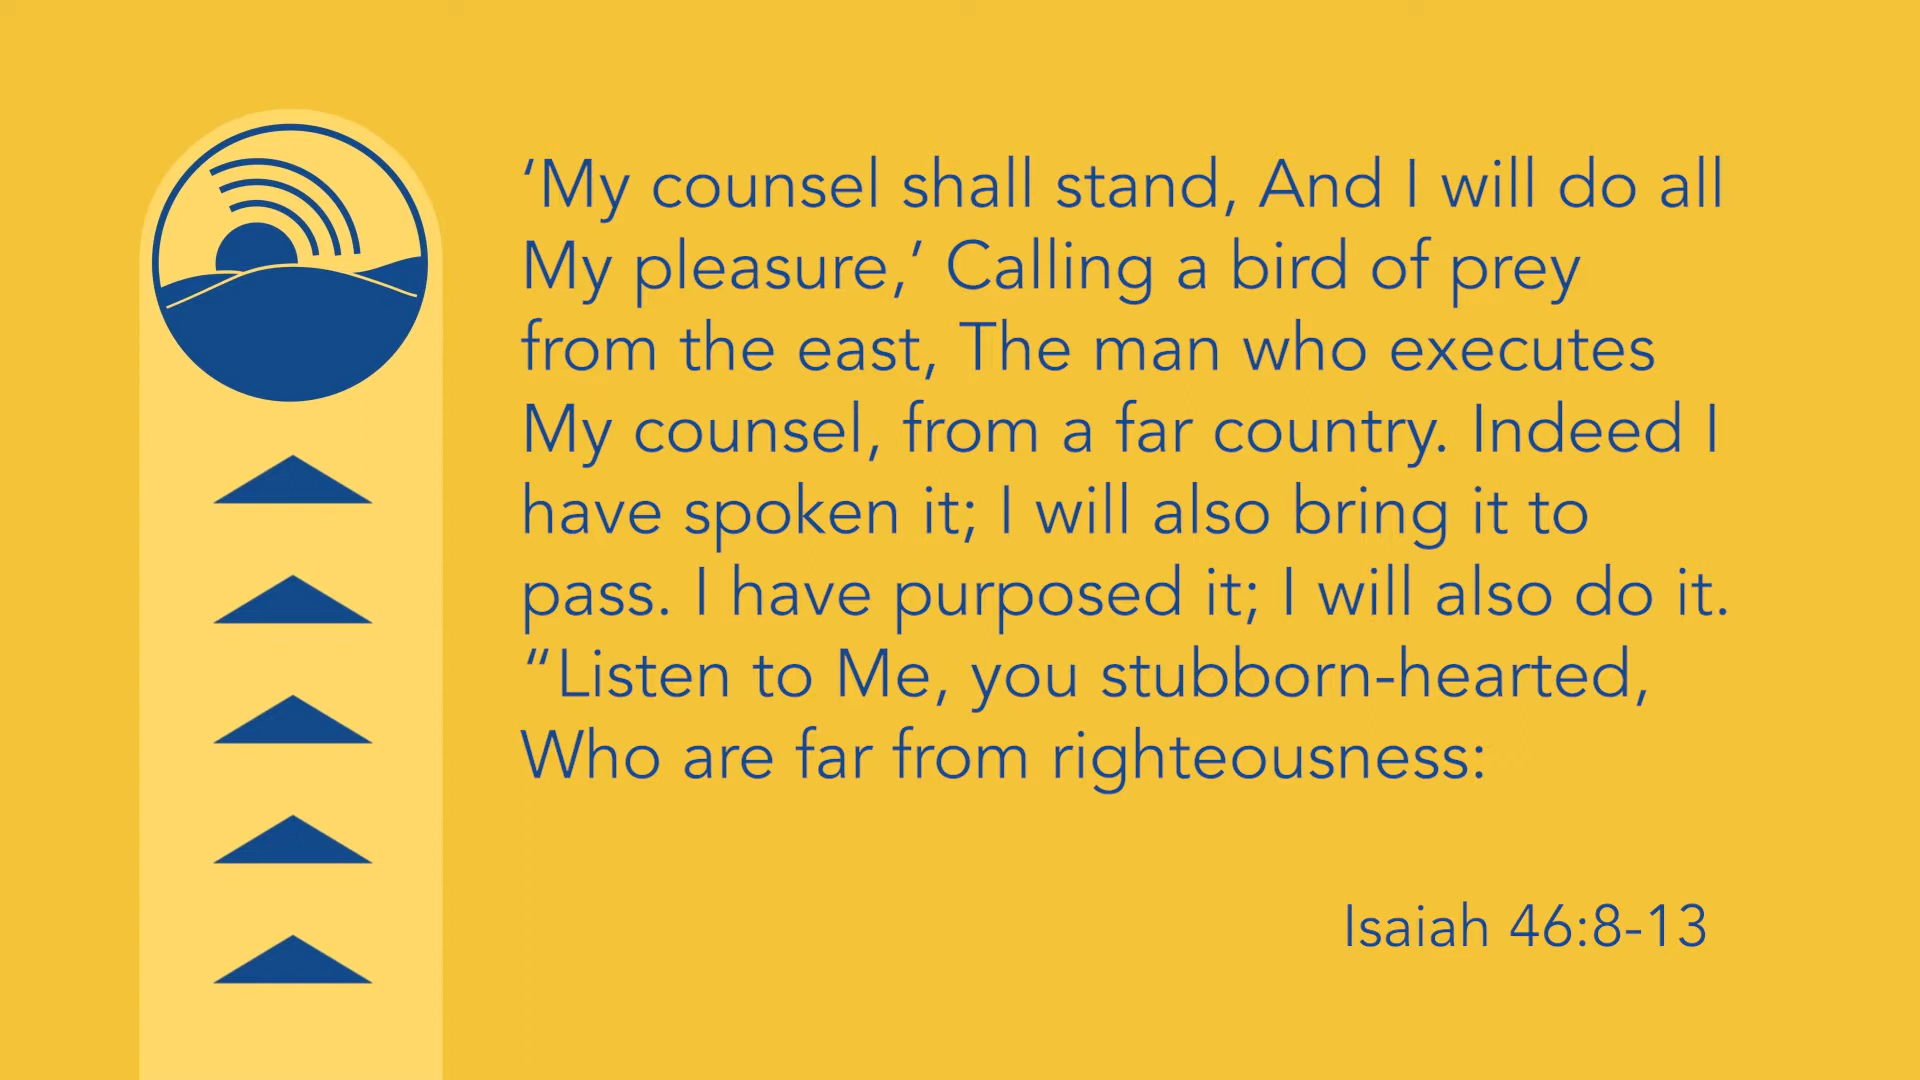 ‘My counsel shall stand, And I will do all
My pleasure,’ Calling a bird of prey
from the east, The man who executes
My counsel, from a far country. Indeed I
have spoken it; I will also bring it to
pass. I have purposed it; I will also do it.
“Listen to Me, you stubborn-hearted,
Who are far from righteousness:
Isaiah 46:8-13